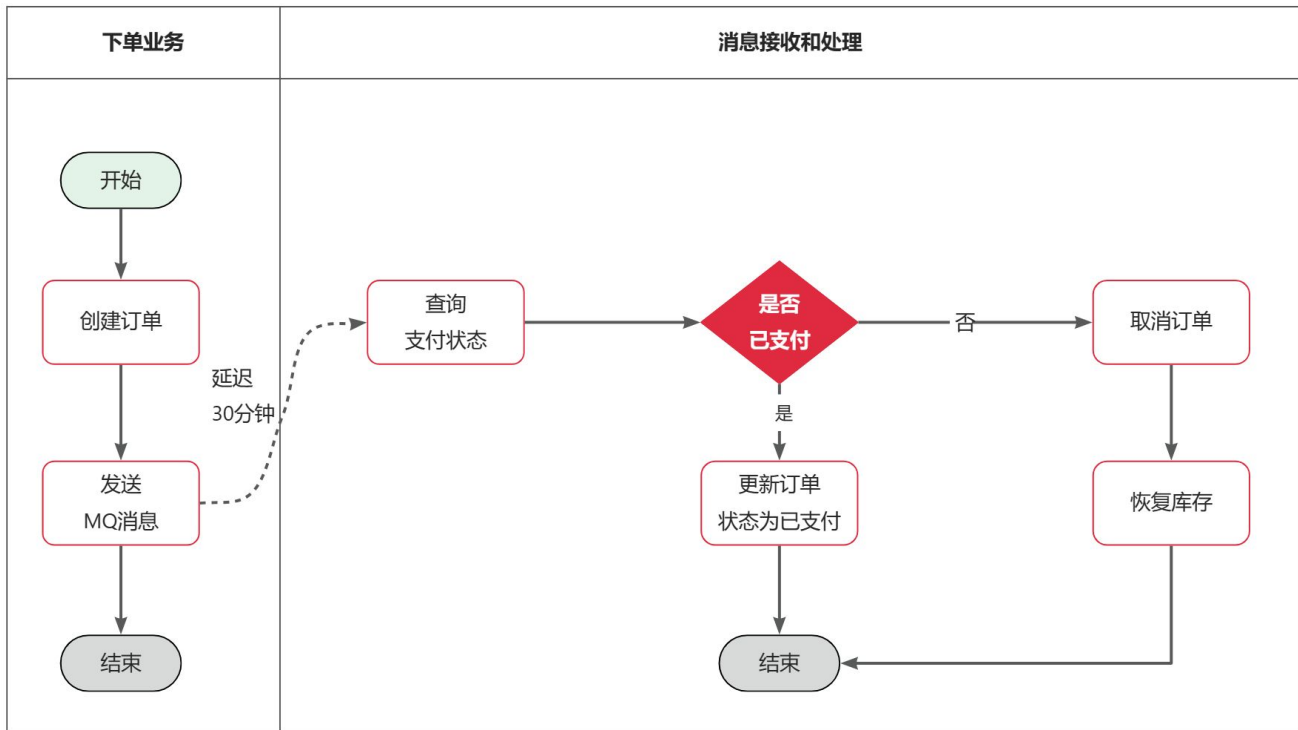 下单业务
消息接收和处理
开始
创建订单
延迟
30分钟
发送
MQ消息
结束
查询
支付状态
是否
已支付
否
取消订单
是
更新订单
状态为已支付
恢复库存
结束